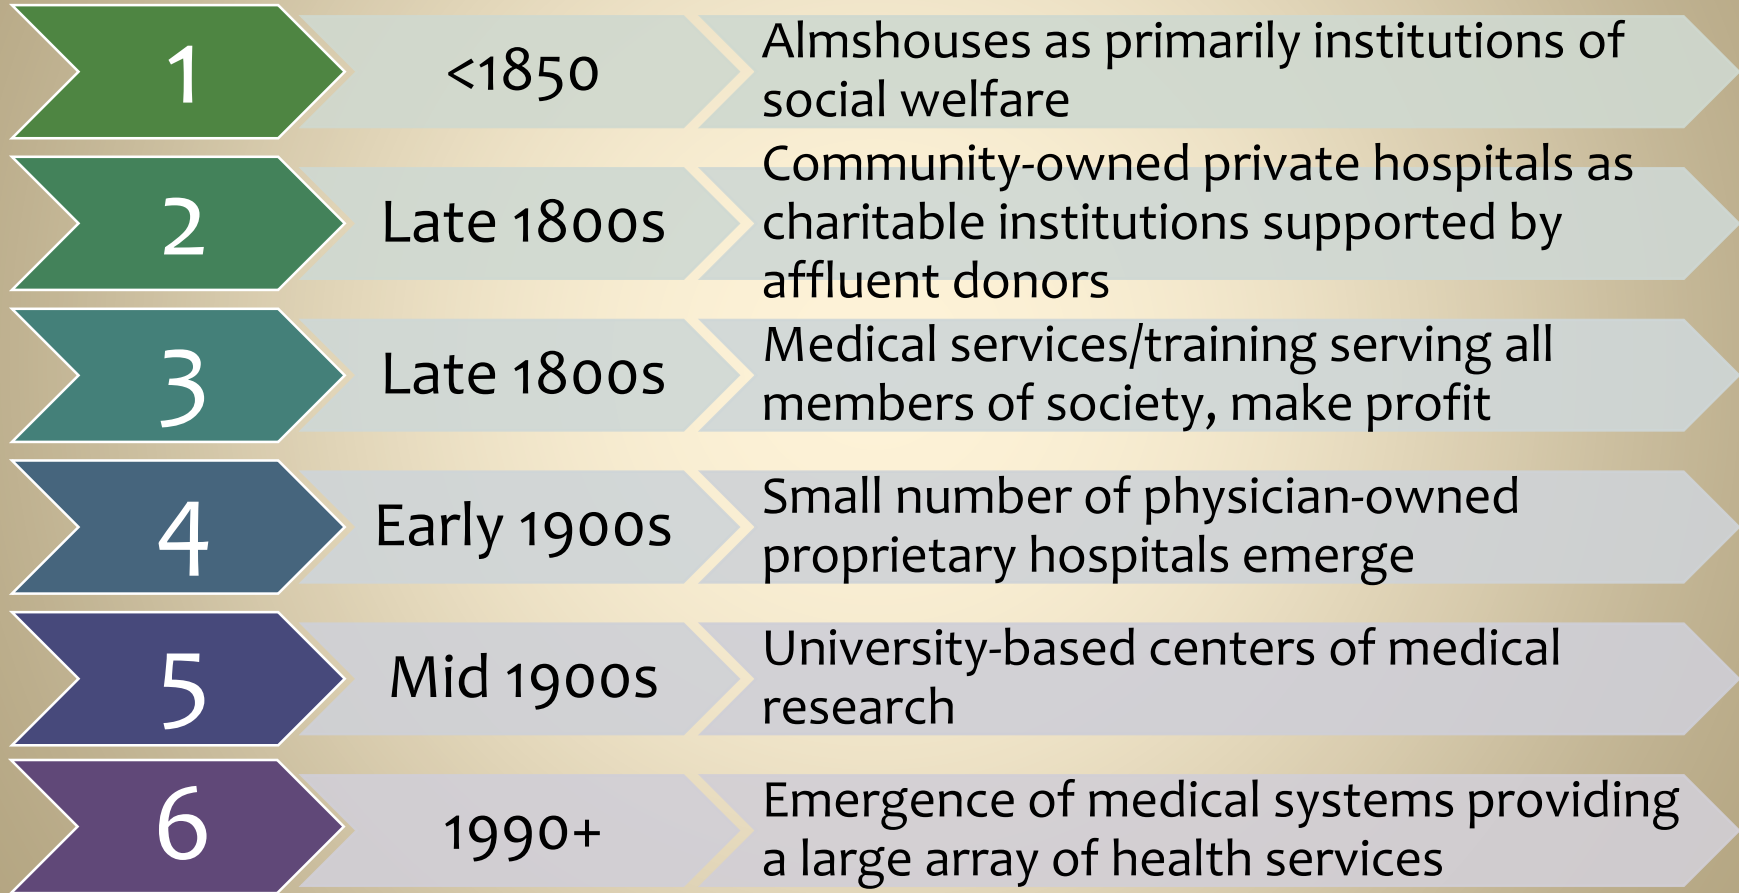 1
<1850
Almshouses as primarily institutions of
social welfare
2
Late 1800s
Community-owned private hospitals as
charitable institutions supported by
affluent donors
3
Late 1800s
Medical services/training serving all
members of society, make profit
4
Early 1900s
Small number of physician-owned
proprietary hospitals emerge
5
Mid 1900s
University-based centers of medical
research
6
1990+
Emergence of medical systems providing
a large array of health services